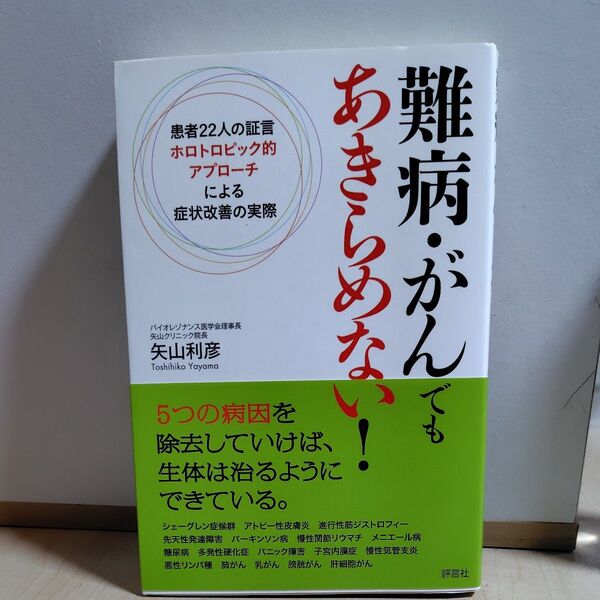 難病・がんでも
あきらめない!
患者22人の証言
ホロトロピック的
アプローチ
による
症状改善の実際
バイオレゾナンス医学会理事長
矢山クリニック院長
矢山利彦
Toshihiko Yayama
5つの病因を
除去していけば、
生体は治るように
できている。
シェーグレン症候群 アトピー性皮膚炎 進行性筋ジストロフィー
先天性発達障害 パーキンソン病 慢性関節リウマチ メニエール病
糖尿病 多発性硬化症 パニック障害 子宮内膜症 慢性気管支炎
悪性リンパ種 肺がん 乳がん 膀胱がん 肝細胞がん
評言社